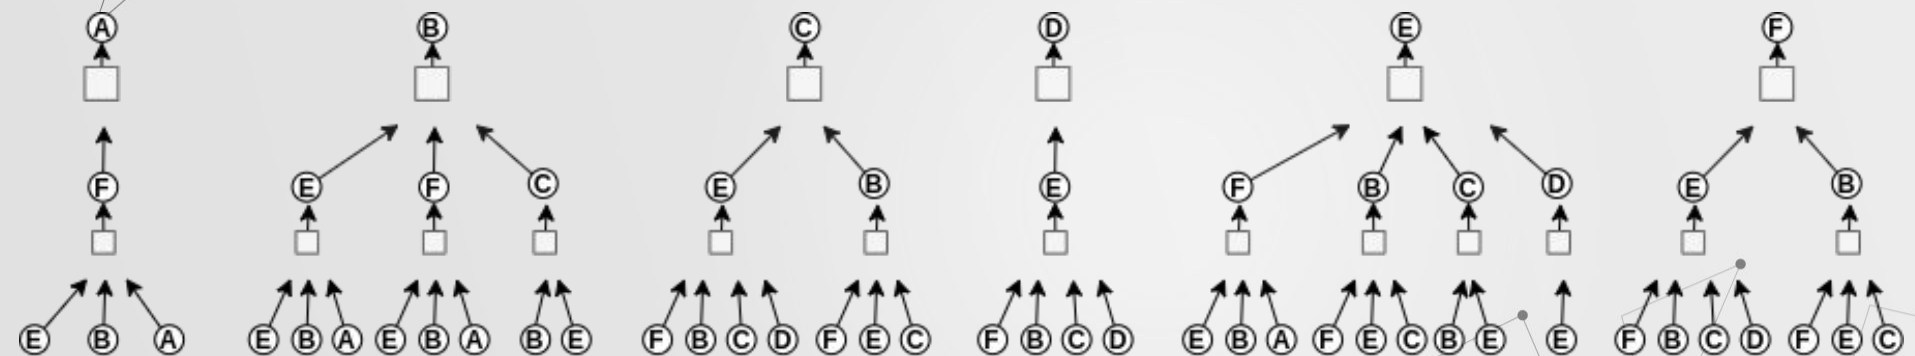 A B C D E F
F E F C E B E F B C D E B
E B A E B A E B A B E F B C D F E C F B C D E B A F E C B E E F B C D F E C